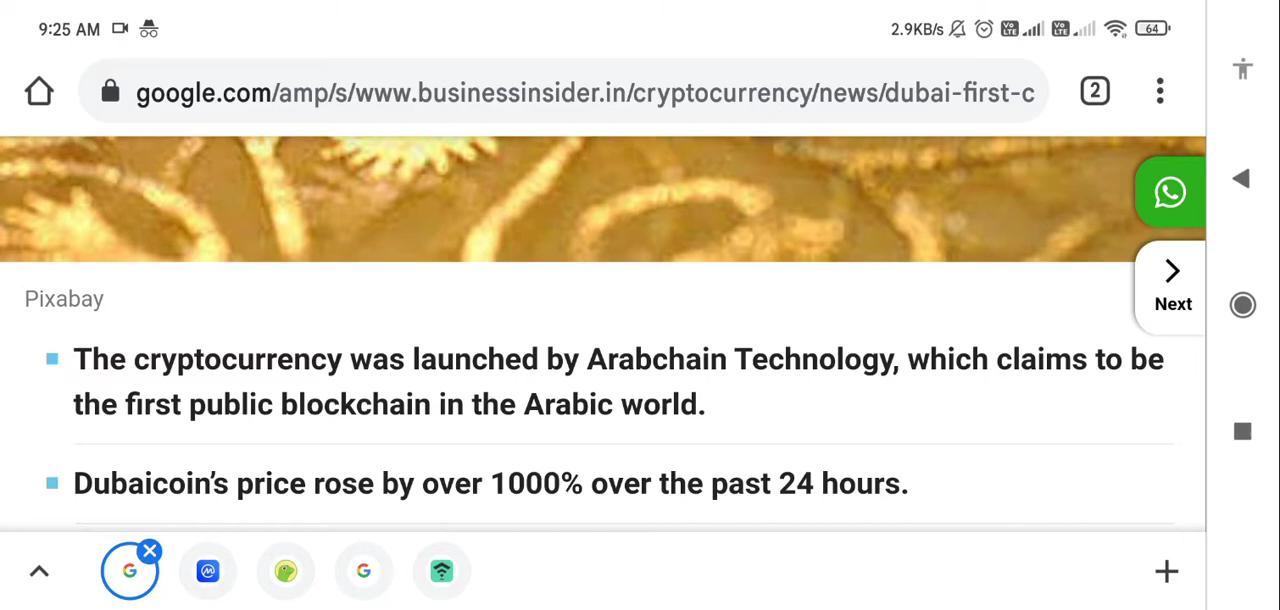 9:25 AM
2.9KB/s
64
google.com/amp/s/www.businessinsider.in/cryptocurrency/news/dubai-first-c
2
Next
Pixabay
The cryptocurrency was launched by Arabchain Technology, which claims to be
the first public blockchain in the Arabic world.
Dubaicoin's price rose by over 1000% over the past 24 hours.